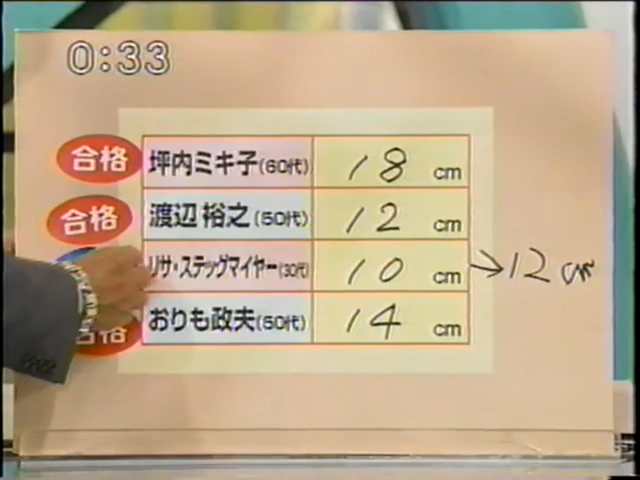 0:33
合格 坪内ミキ子(60代) 18 cm
合格 渡辺 裕之(50代) 12 cm
リサ・ステッグマイヤー(30代) 10 cm → 12 cm
合格 おりも政夫(50代) 14 cm